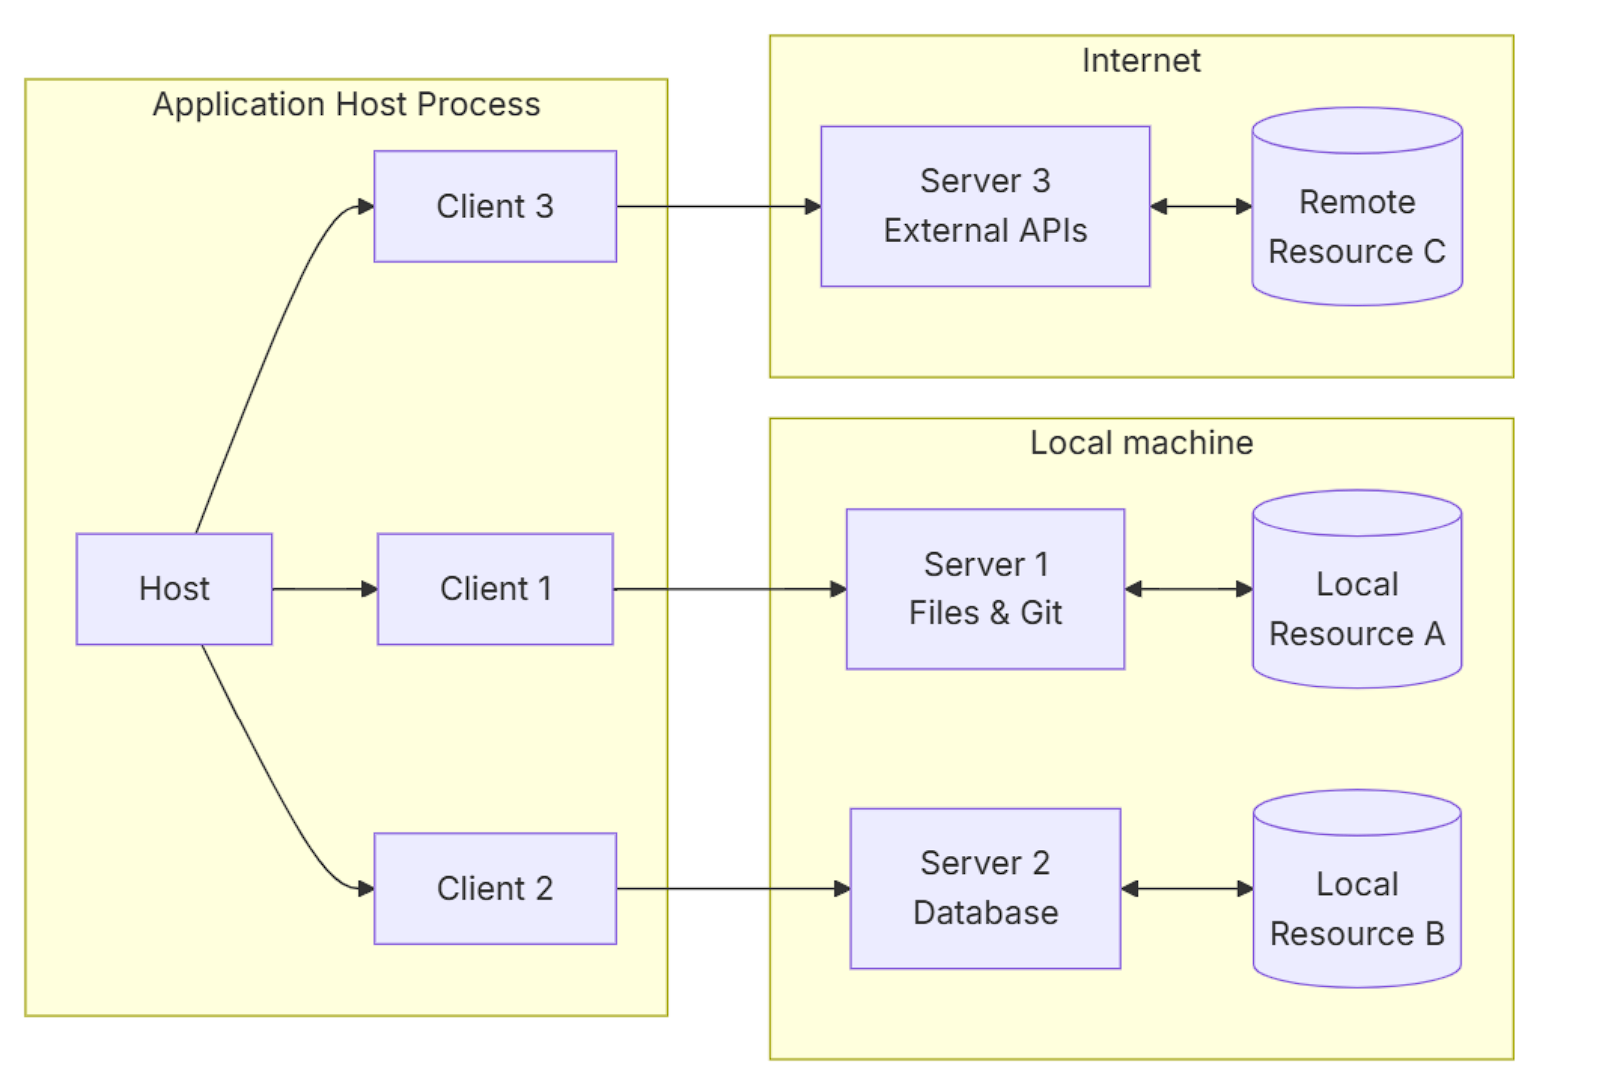 Application Host Process
Host
Client 3
Client 1
Client 2
Internet
Server 3
External APIs
Remote
Resource C
Local machine
Server 1
Files & Git
Local
Resource A
Server 2
Database
Local
Resource B